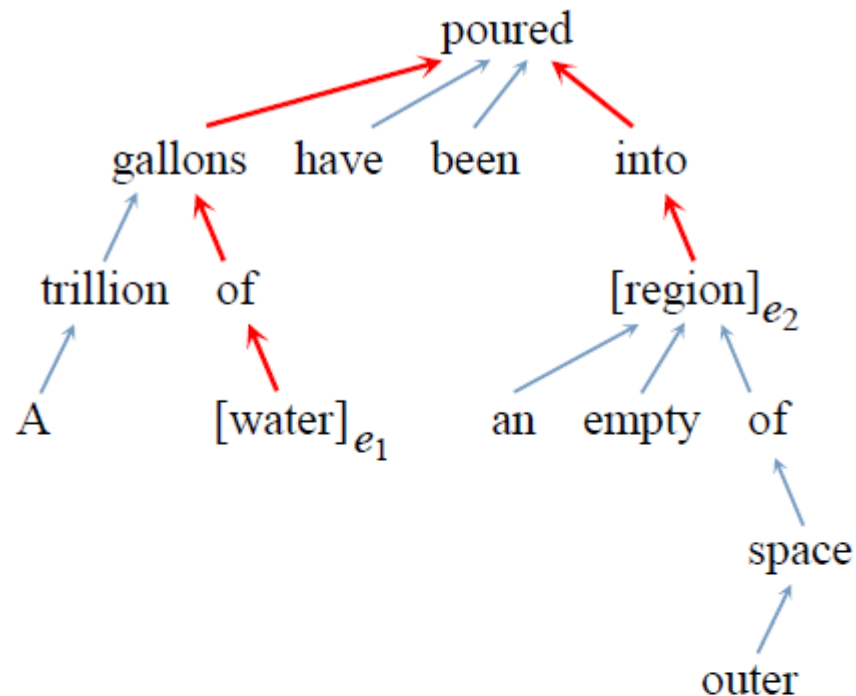 poured
gallons have been into
trillion of [region]e2
A [water]e1 an empty of
space
outer